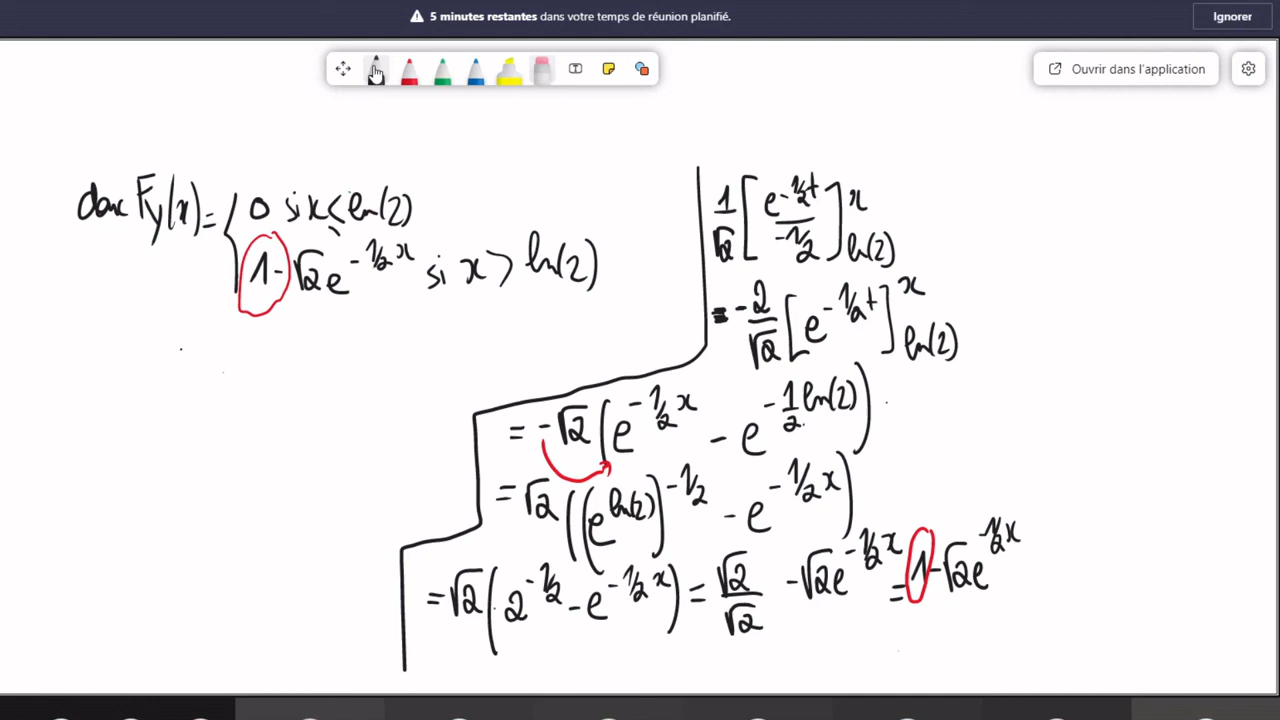 5 minutes restantes dans votre temps de réunion planifié.
Ignorer
Ouvrir dans l'application
donc F_Y(x) = { 0 si x ≤ ln(2)
1 - √2 e^{-1/2 x} si x > ln(2)
1/√2 [ e^{-1/2 t} / -1/2 ]_{ln(2)}^{x}
= - 2/√2 [ e^{-1/2 t} ]_{ln(2)}^{x}
= -√2 ( e^{-1/2 x} - e^{-1/2 ln(2)} )
= √2 ( (e^{ln(2)})^{-1/2} - e^{-1/2 x} )
= √2 ( 2^{-1/2} - e^{-1/2 x} ) = √2/√2 - √2 e^{-1/2 x} = 1 - √2 e^{-1/2 x}